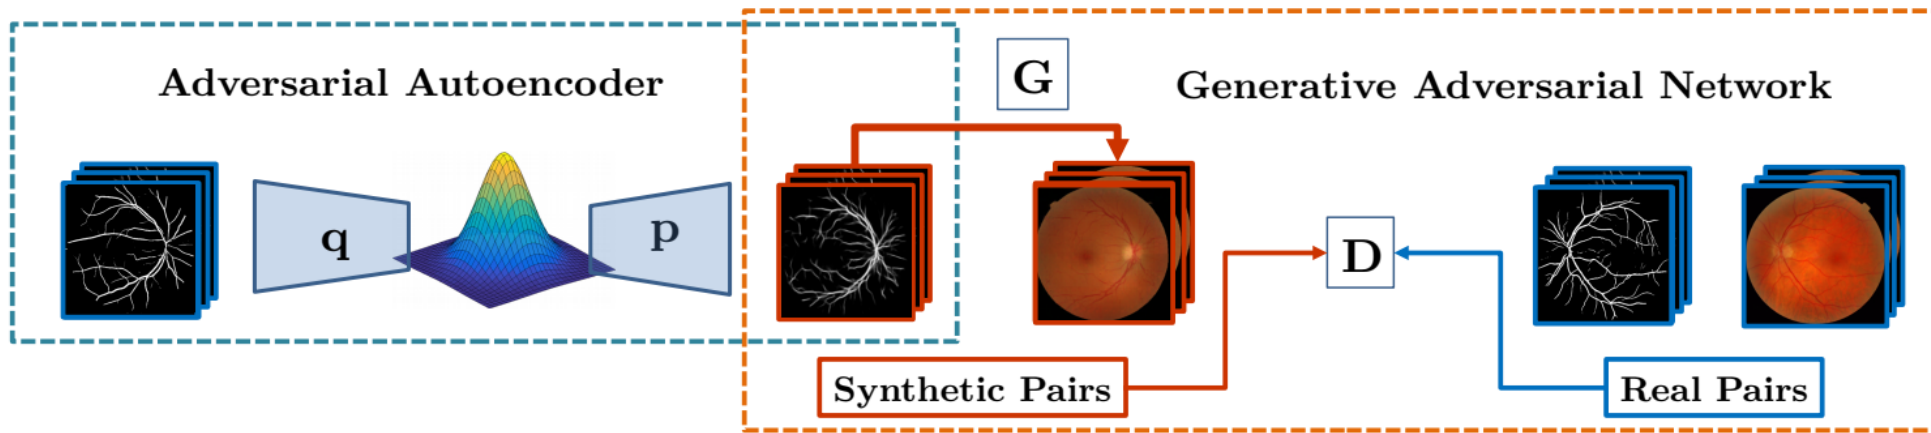 Adversarial Autoencoder
G
Generative Adversarial Network
q
p
D
Synthetic Pairs
Real Pairs